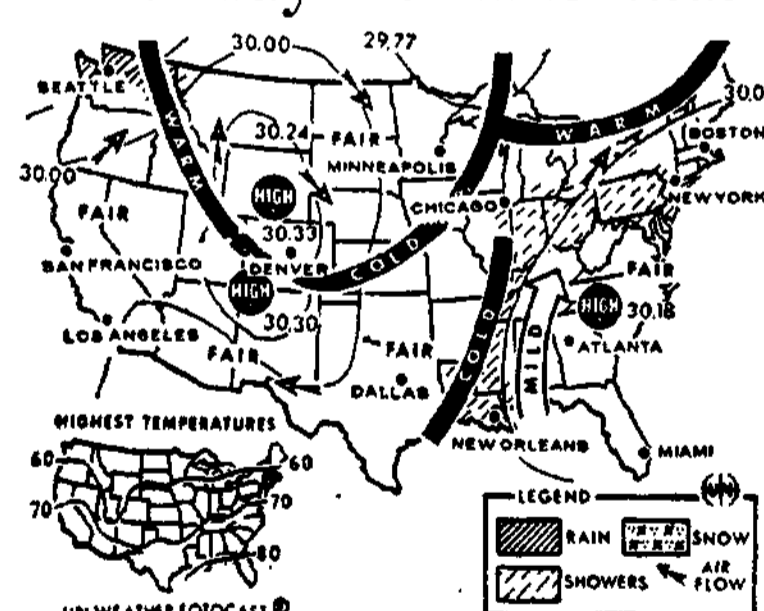 30.00
29.77
SEATTLE
WARM
30.24
FAIR
MINNEAPOLIS
WARM
30.0
BOSTON
30.00
HIGH
CHICAGO
NEW YORK
FAIR
30.33
SAN FRANCISCO
DENVER
COLD
FAIR
HIGH
HIGH
30.18
30.30
LOS ANGELES
FAIR
FAIR
COLD
MILD
ATLANTA
DALLAS
HIGHEST TEMPERATURES
NEW ORLEANS
MIAMI
60
60
70
70
80
LEGEND
RAIN
SNOW
SHOWERS
AIR
FLOW
UPI WEATHER FOTOCAST